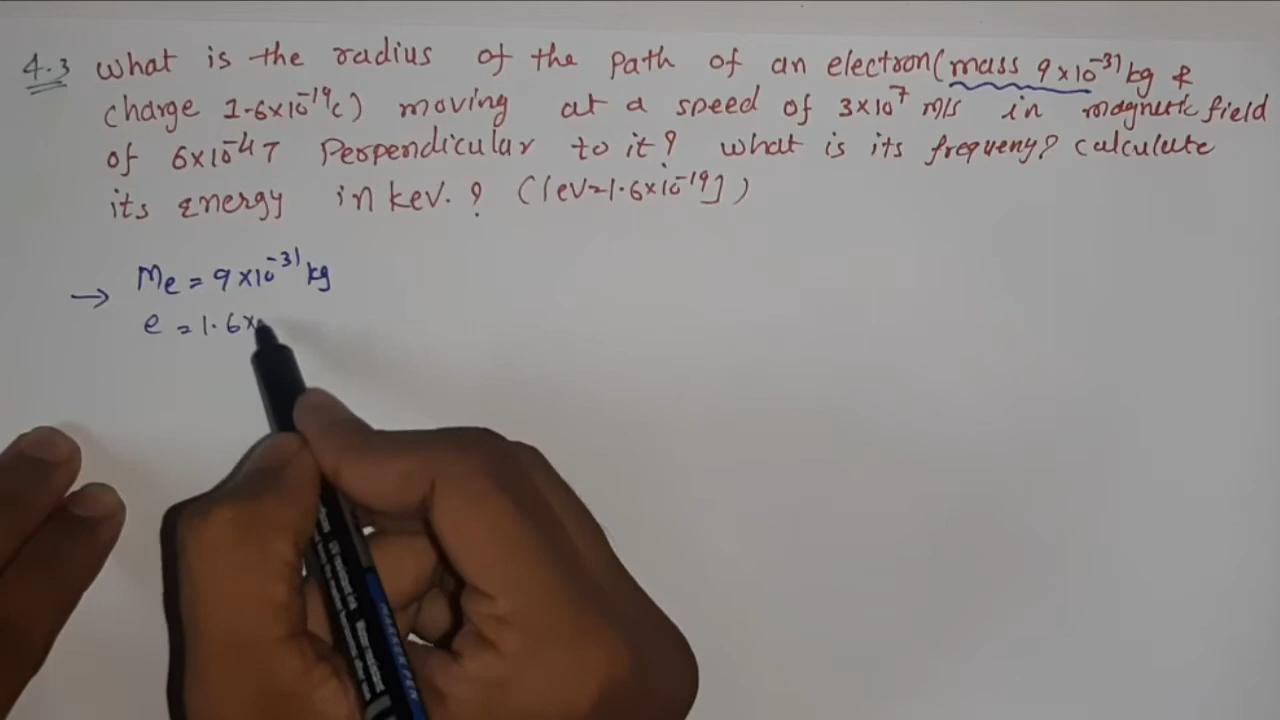 4.3 What is the radius of the path of an electron (mass 9×10⁻³¹ kg &
charge 1.6×10⁻¹⁹C) moving at a speed of 3×10⁷ m/s in magnetic field
of 6×10⁻⁴T Perpendicular to it? what is its frequeny? calculate
its energy in kev. ? (1eV=1.6×10⁻¹⁹J)
→ Me = 9×10⁻³¹ kg
e = 1.6×